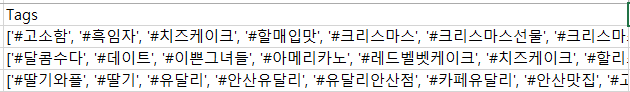 Tags
['#고소함', '#흑임자', '#치즈케이크', '#할매입맛', '#크리스마스', '#크리스마스선물', '#크리스마
['#달콤수다', '#데이트', '#이쁜그녀들', '#아메리카노', '#레드벨벳케이크', '#치즈케이크', '#할리
['#딸기와플', '#딸기', '#유달리', '#안산유달리', '#유달리안산점', '#카페유달리', '#안산맛집', '#고